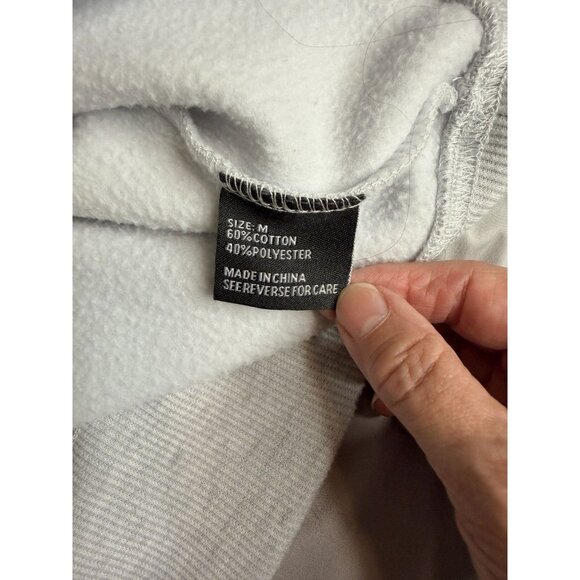 SIZE: M
60%COTTON
40%POLYESTER
MADE IN CHINA
SEE REVERSE FOR CARE